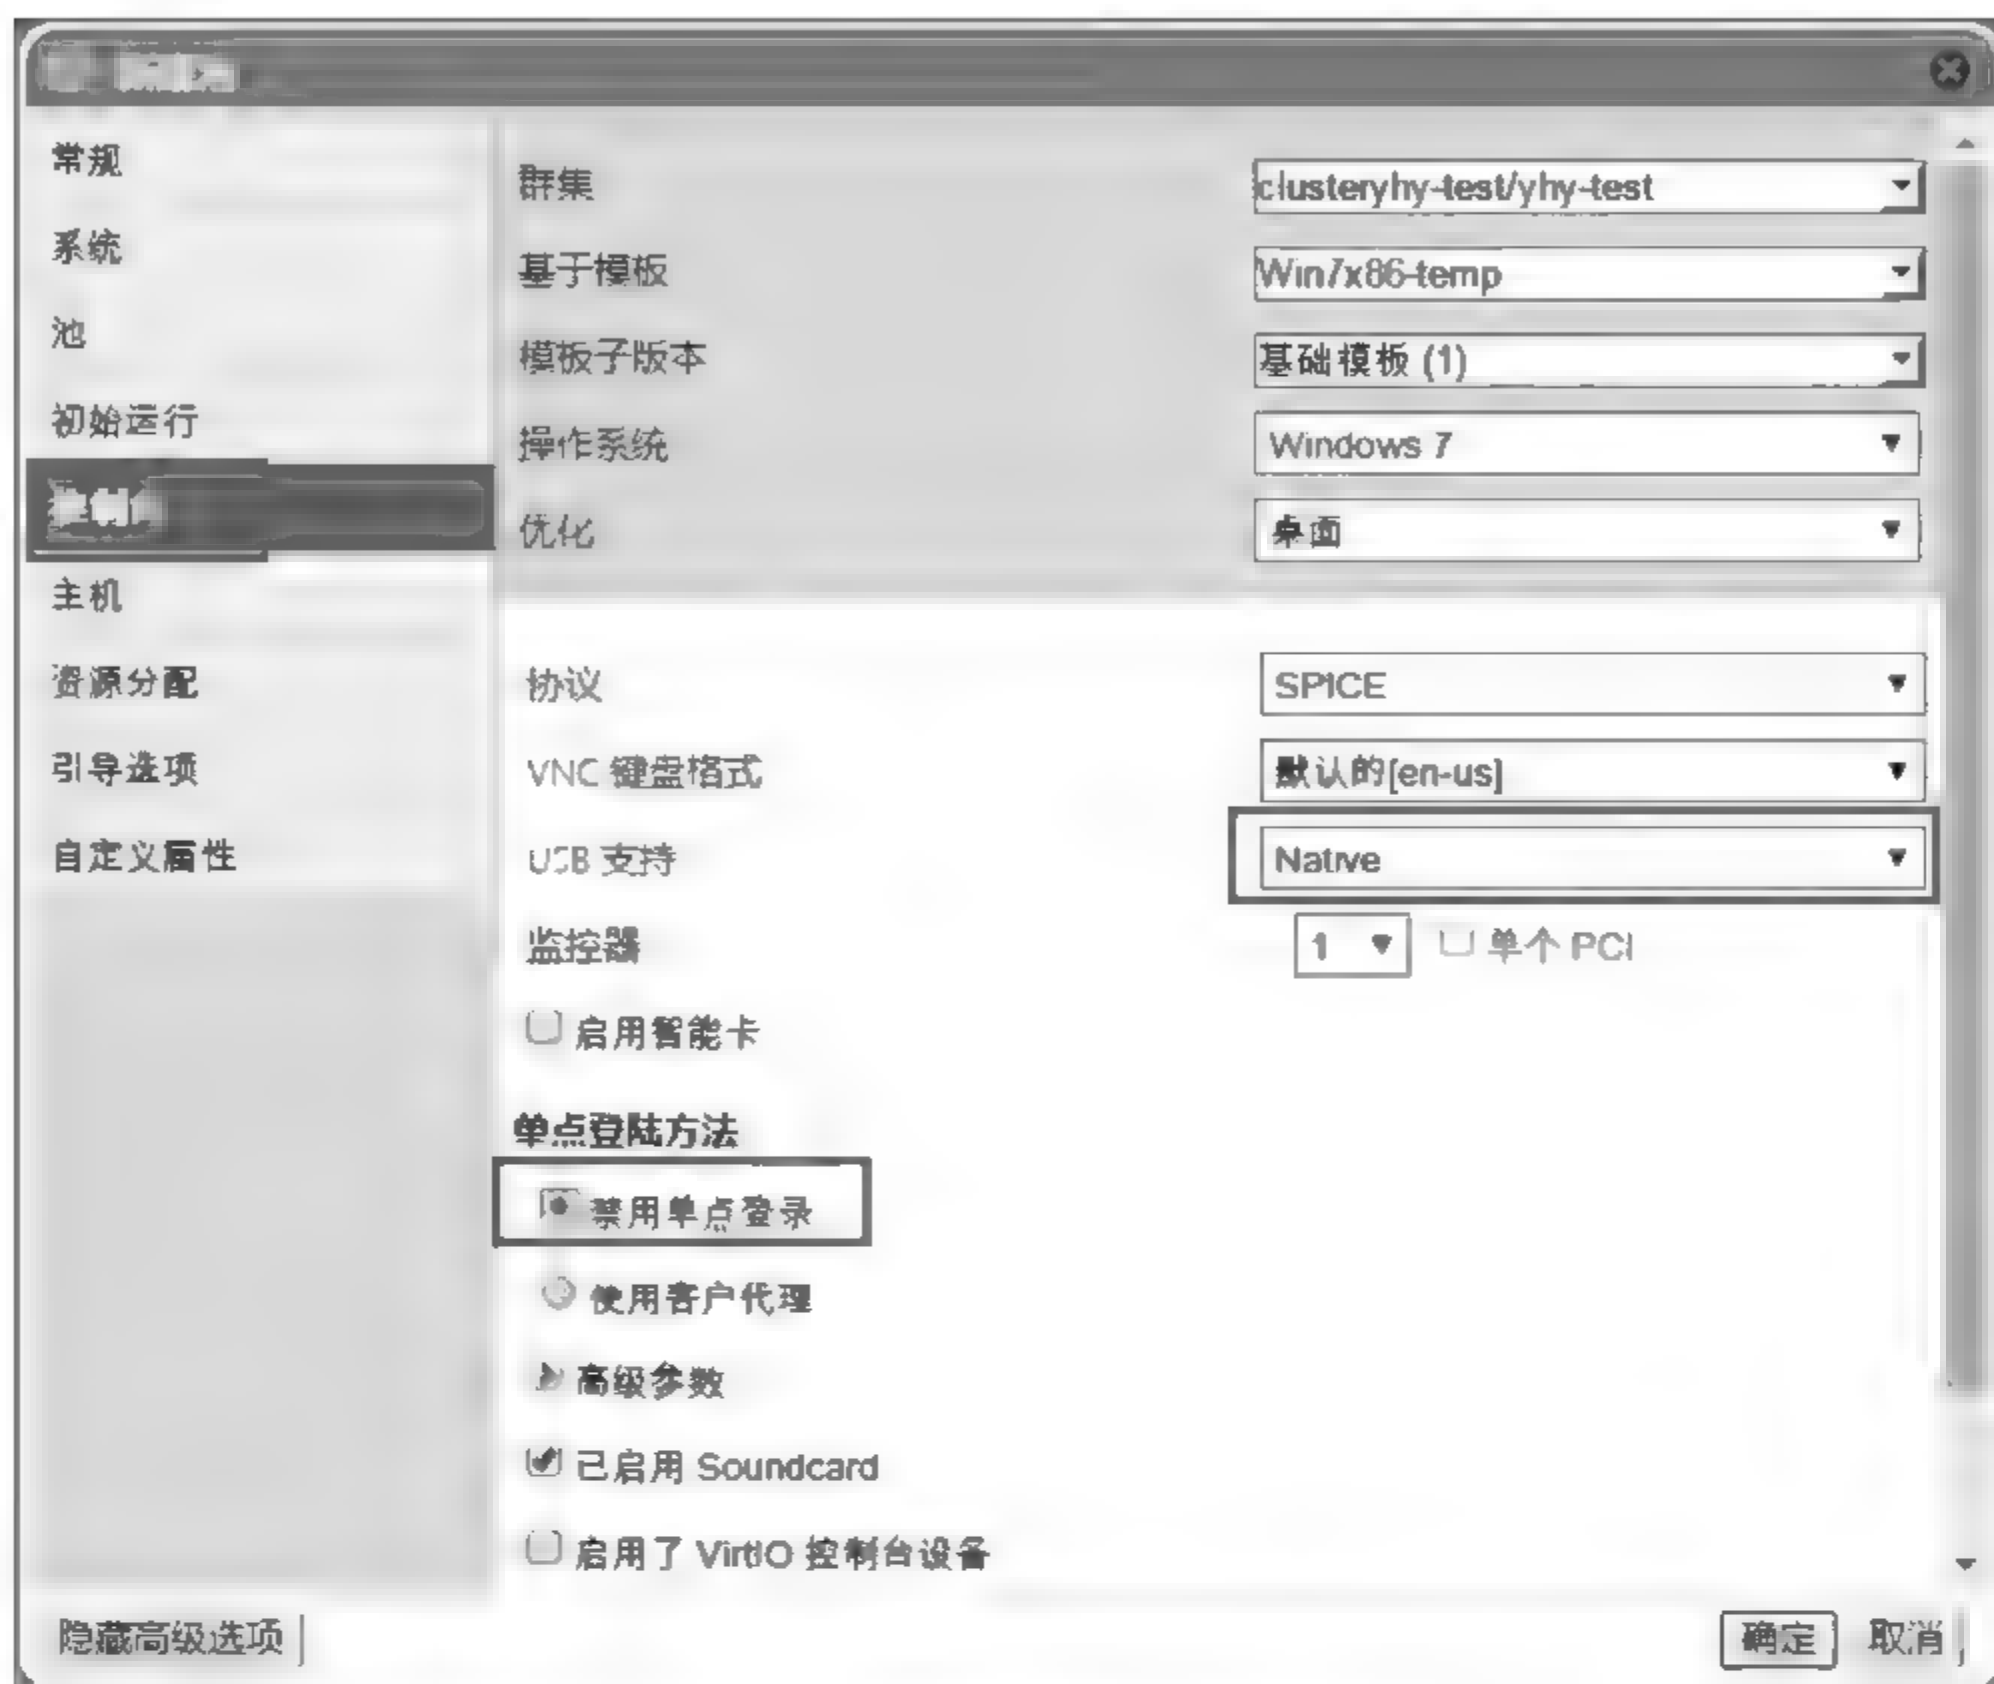 常规
系统
池
初始运行
主机
资源分配
引导选项
自定义属性
群集 clusteryhy-test/yhy-test
基于模板 Win7x86-temp
模板子版本 基础模板 (1)
操作系统 Windows 7
优化 桌面
协议 SPICE
VNC 键盘格式 默认的[en-us]
USB 支持 Native
监控器 1 单个 PCI
启用智能卡
单点登陆方法
禁用单点登录
使用客户代理
高级参数
已启用 Soundcard
启用了 VirtIO 控制台设备
隐藏高级选项 确定 取消